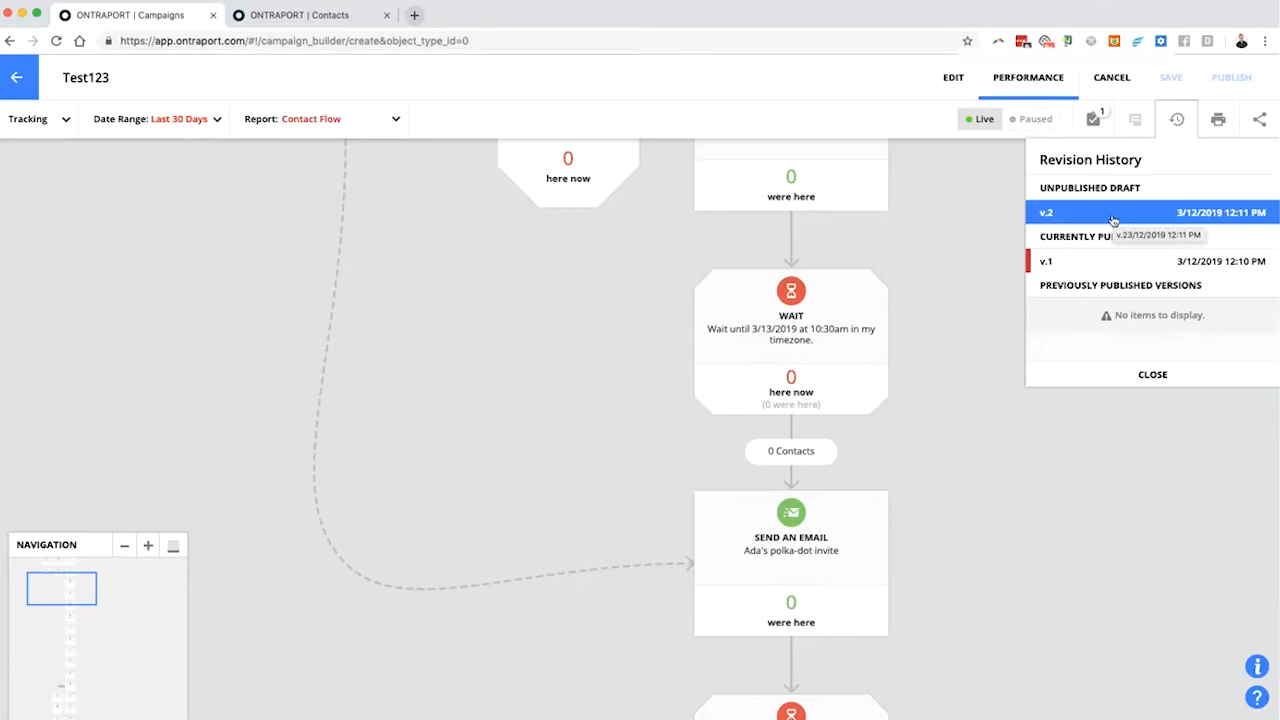 ONTRAPORT | Campaigns
ONTRAPORT | Contacts
https://app.ontraport.com/#!/campaign_builder/create&object_type_id=0
Test123
EDIT
PERFORMANCE
CANCEL
SAVE
PUBLISH
Tracking
Date Range: Last 30 Days
Report: Contact Flow
Live
Paused
1
0
here now
0
were here
WAIT
Wait until 3/13/2019 at 10:30am in my
timezone.
0
here now
(0 were here)
0 Contacts
SEND AN EMAIL
Ada's polka-dot invite
0
were here
Revision History
UNPUBLISHED DRAFT
v.2 3/12/2019 12:11 PM
CURRENTLY PU
v.23/12/2019 12:11 PM
v.1 3/12/2019 12:10 PM
PREVIOUSLY PUBLISHED VERSIONS
No items to display.
CLOSE
NAVIGATION